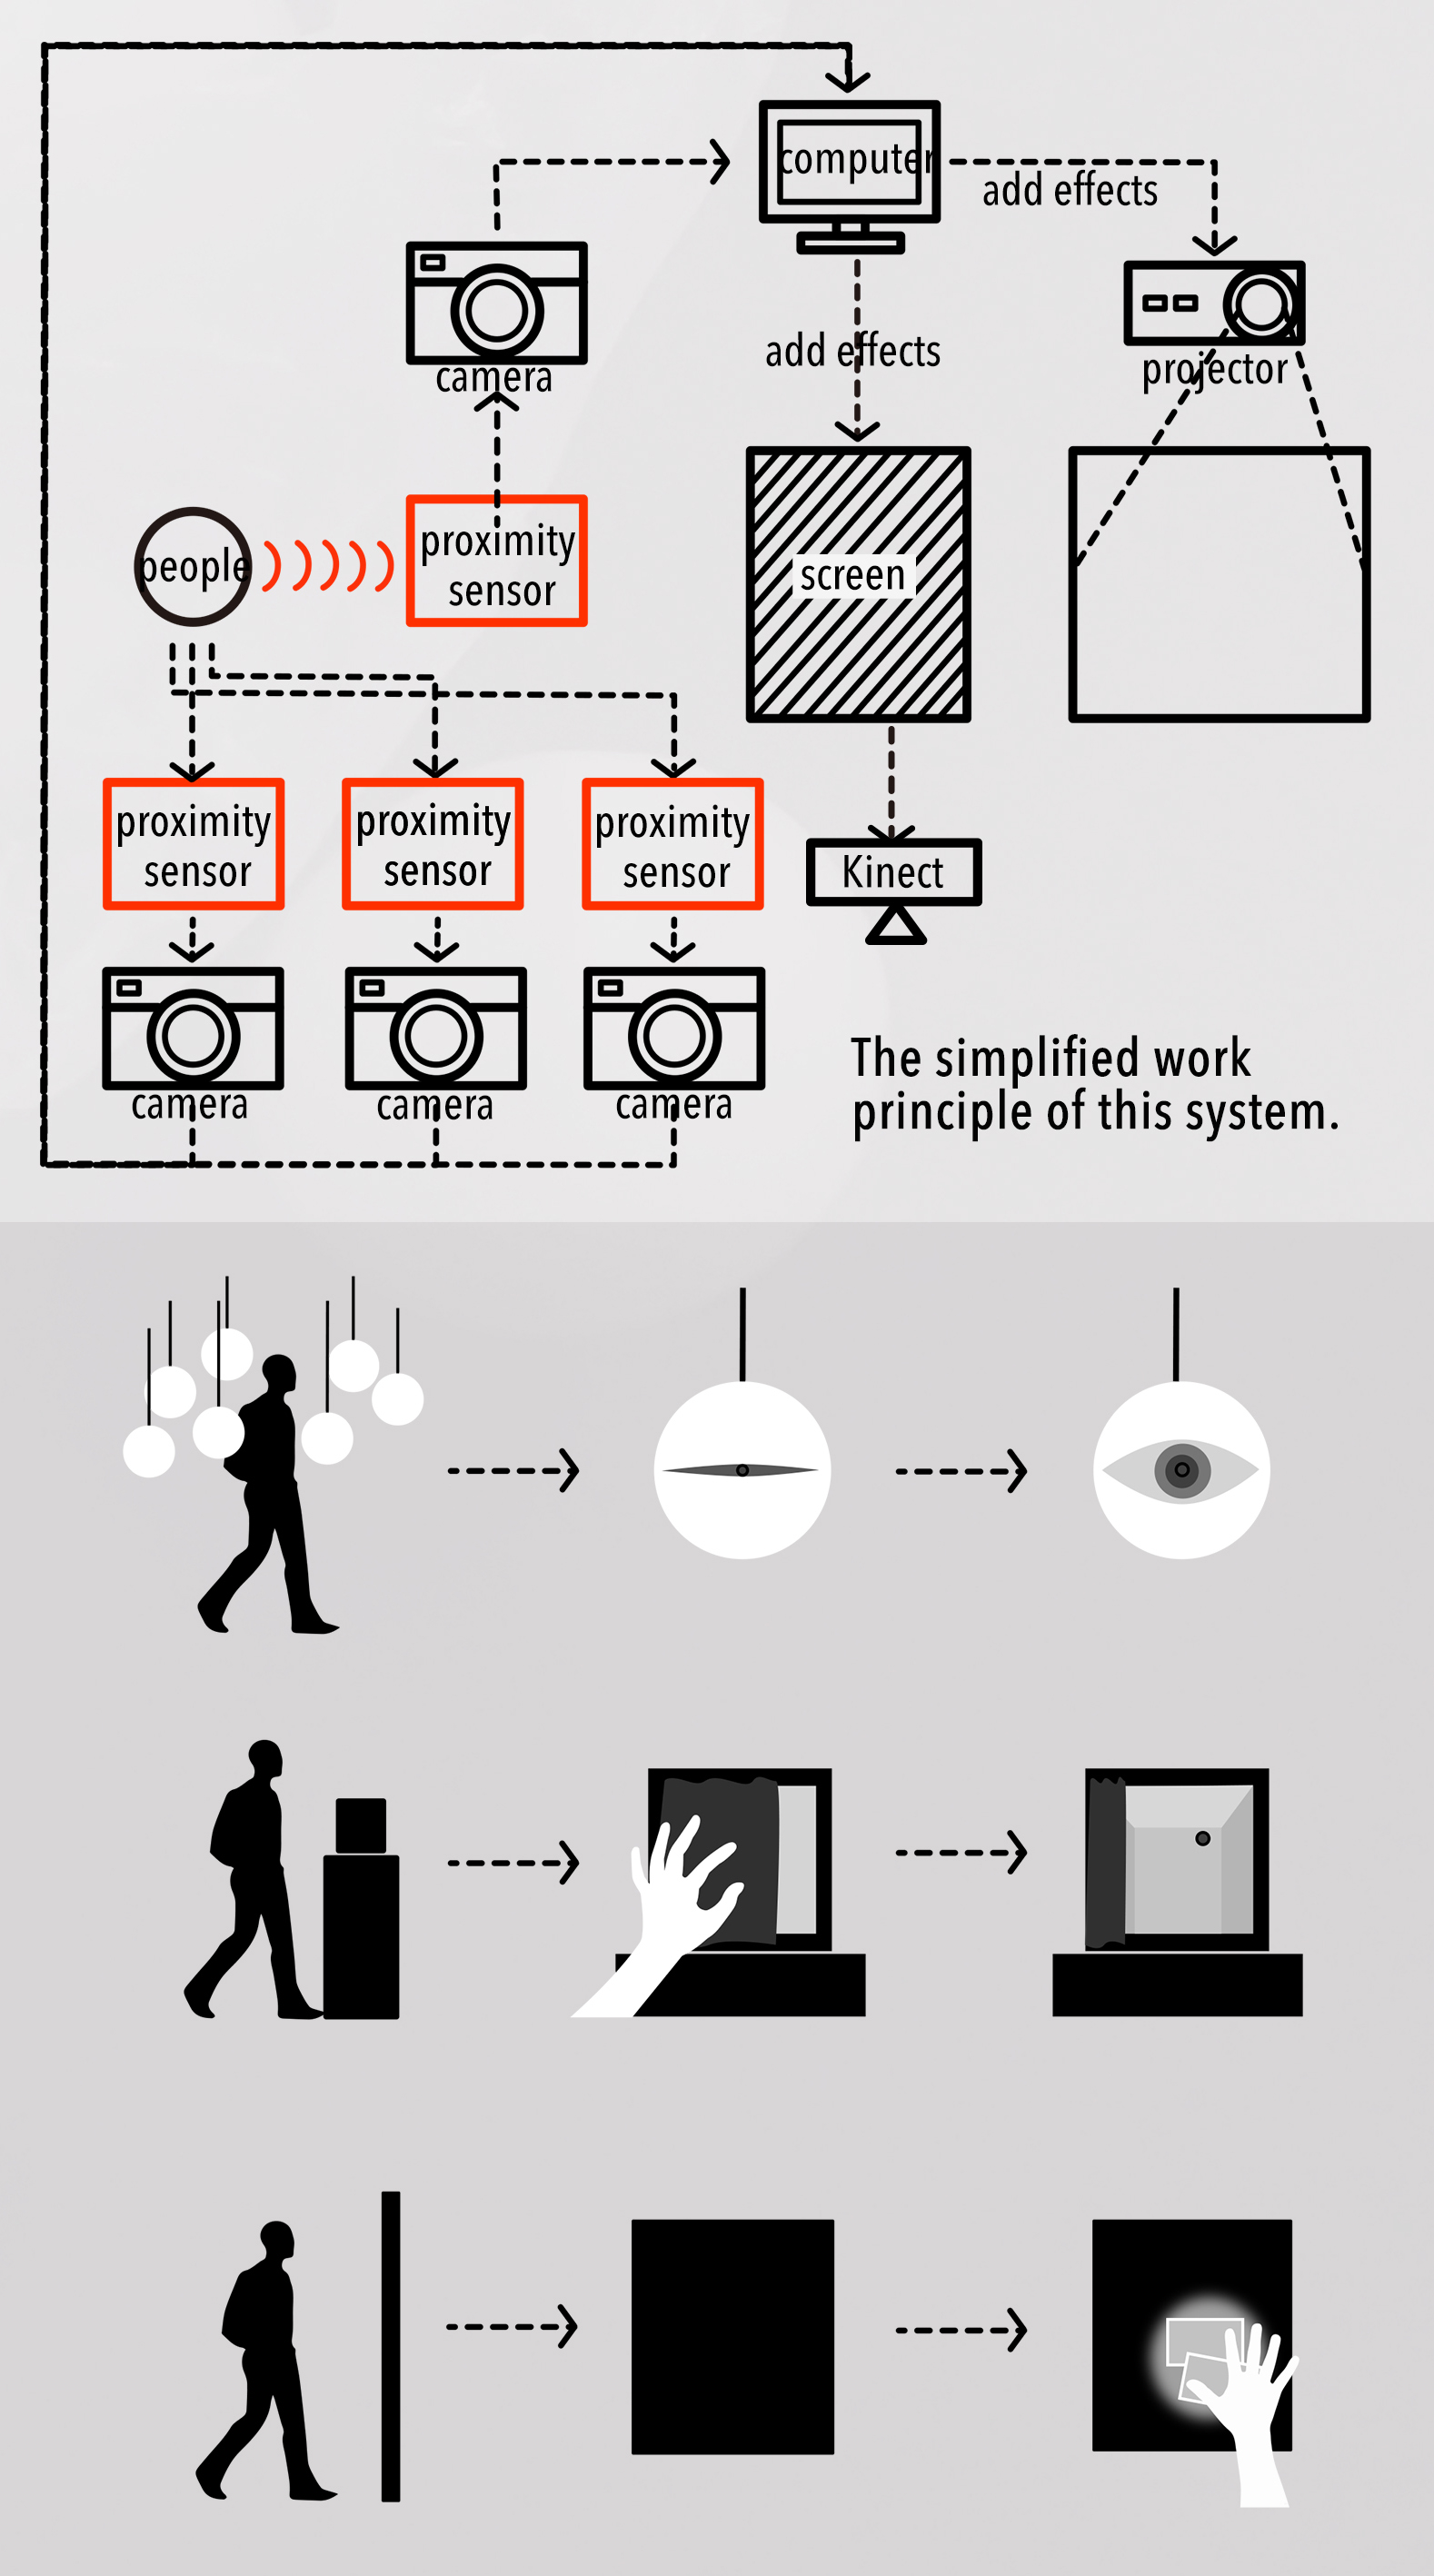 computer
add effects
camera
add effects
projector
people
proximity
sensor
screen
proximity
sensor
proximity
sensor
proximity
sensor
Kinect
camera
camera
camera
The simplified work
principle of this system.